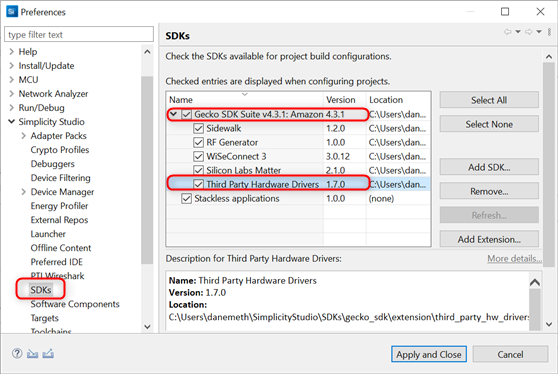 Si
Preferences
type filter text
Help
Install/Update
MCU
Network Analyzer
Run/Debug
Simplicity Studio
Adapter Packs
Crypto Profiles
Debuggers
Device Filtering
Device Manager
Energy Profiler
External Repos
Launcher
Offline Content
Preferred IDE
PTI Wireshark
SDKs
Software Components
Targets
Toolchains
SDKs
Check the SDKs available for project build configurations.
Checked entries are displayed when configuring projects.
Name Version Location
Gecko SDK Suite v4.3.1: Amazon 4.3.1 C:\Users\dan...
Sidewalk 1.2.0 C:\Users\dan...
RF Generator 1.0.0 C:\Users\dan...
WiSeConnect 3 3.0.12 C:\Users\dan...
Silicon Labs Matter 2.1.0 C:\Users\dan...
Third Party Hardware Drivers 1.7.0 C:\Users\dan...
Stackless applications 1.0.0 (none)
Select All
Select None
Add SDK...
Remove...
Refresh...
Add Extension...
Description for Third Party Hardware Drivers:
More details...
Name: Third Party Hardware Drivers
Version: 1.7.0
Location:
C:\Users\danemeth\SimplicityStudio\SDKs\gecko_sdk\extension\third_party_hw_drivers
?
Apply and Close
Cancel